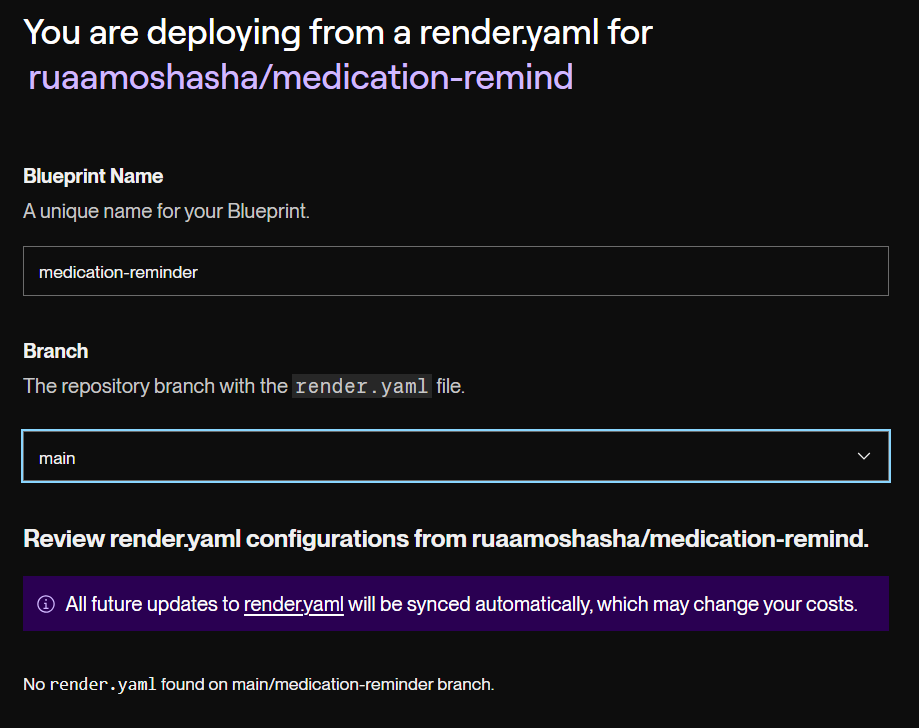 You are deploying from a render.yaml for
ruaamoshasha/medication-remind
Blueprint Name
A unique name for your Blueprint.
medication-reminder
Branch
The repository branch with the render.yaml file.
main
Review render.yaml configurations from ruaamoshasha/medication-remind.
All future updates to render.yaml will be synced automatically, which may change your costs.
No render.yaml found on main/medication-reminder branch.